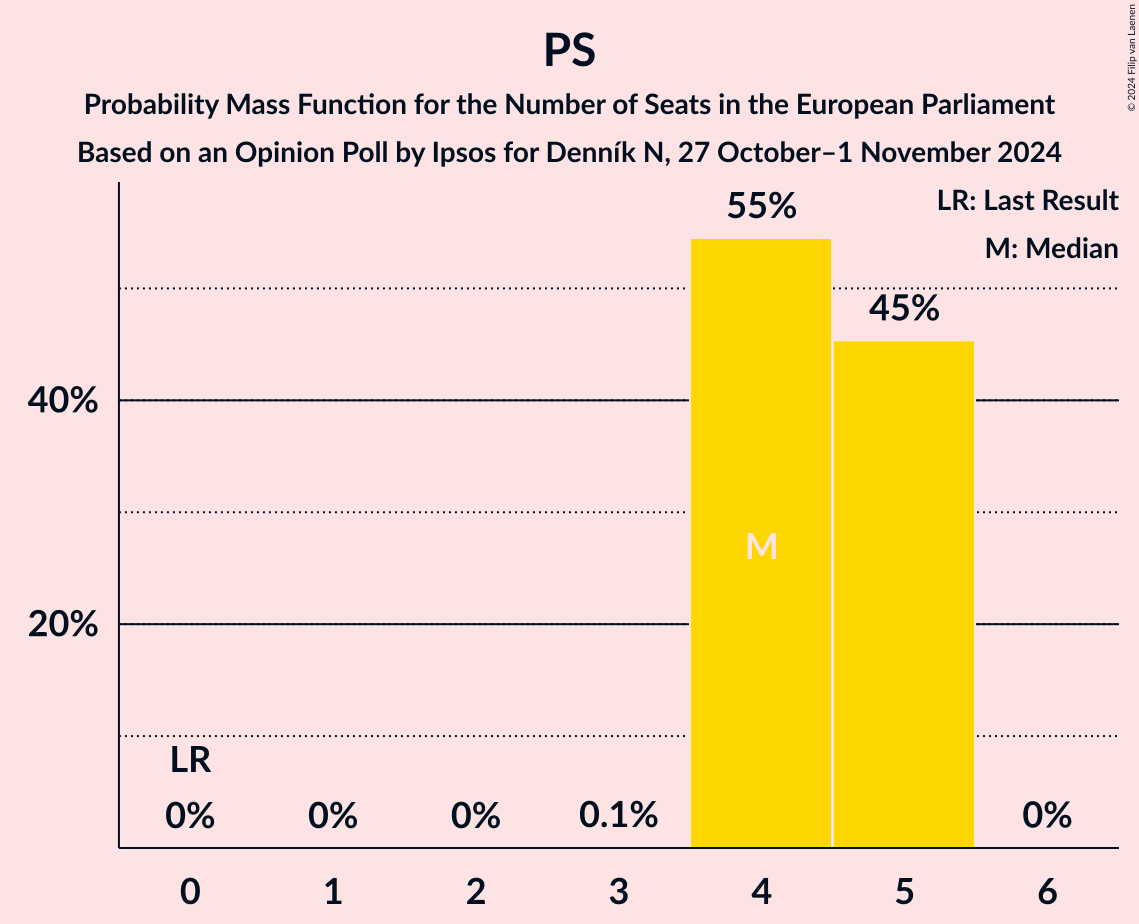 PS
Probability Mass Function for the Number of Seats in the European Parliament
Based on an Opinion Poll by Ipsos for Denník N, 27 October–1 November 2024
© 2024 Filip van Laenen
LR: Last Result
M: Median
55%
45%
40%
M
20%
LR
0%
0%
0%
0.1%
0%
0
1
2
3
4
5
6